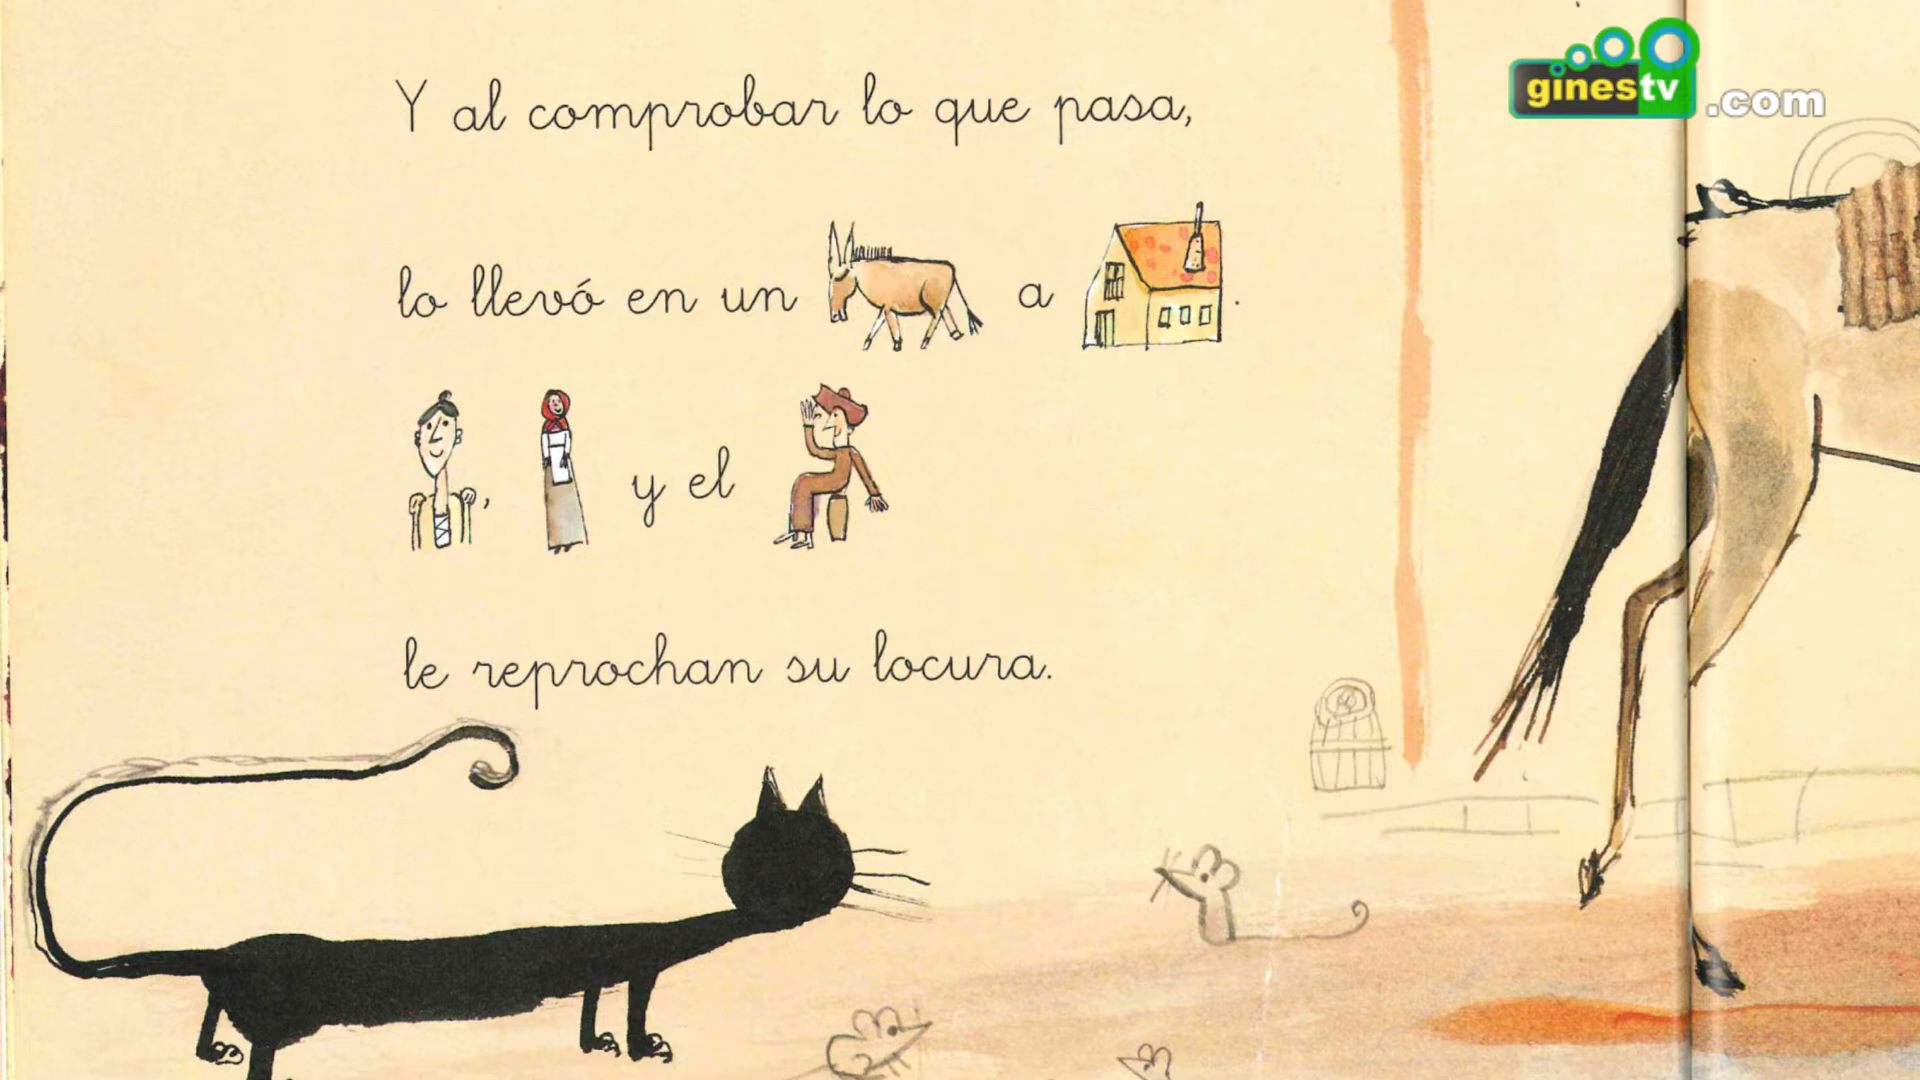 ginestv.com
Y al comprobar lo que pasa,
lo llevó en un a .
, y el
le reprochan su locura.